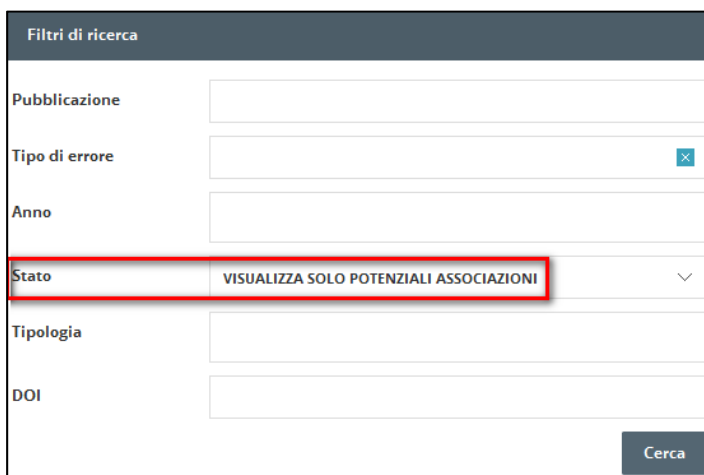 Filtri di ricerca
Pubblicazione
Tipo di errore
Anno
Stato VISUALIZZA SOLO POTENZIALI ASSOCIAZIONI
Tipologia
DOI
Cerca